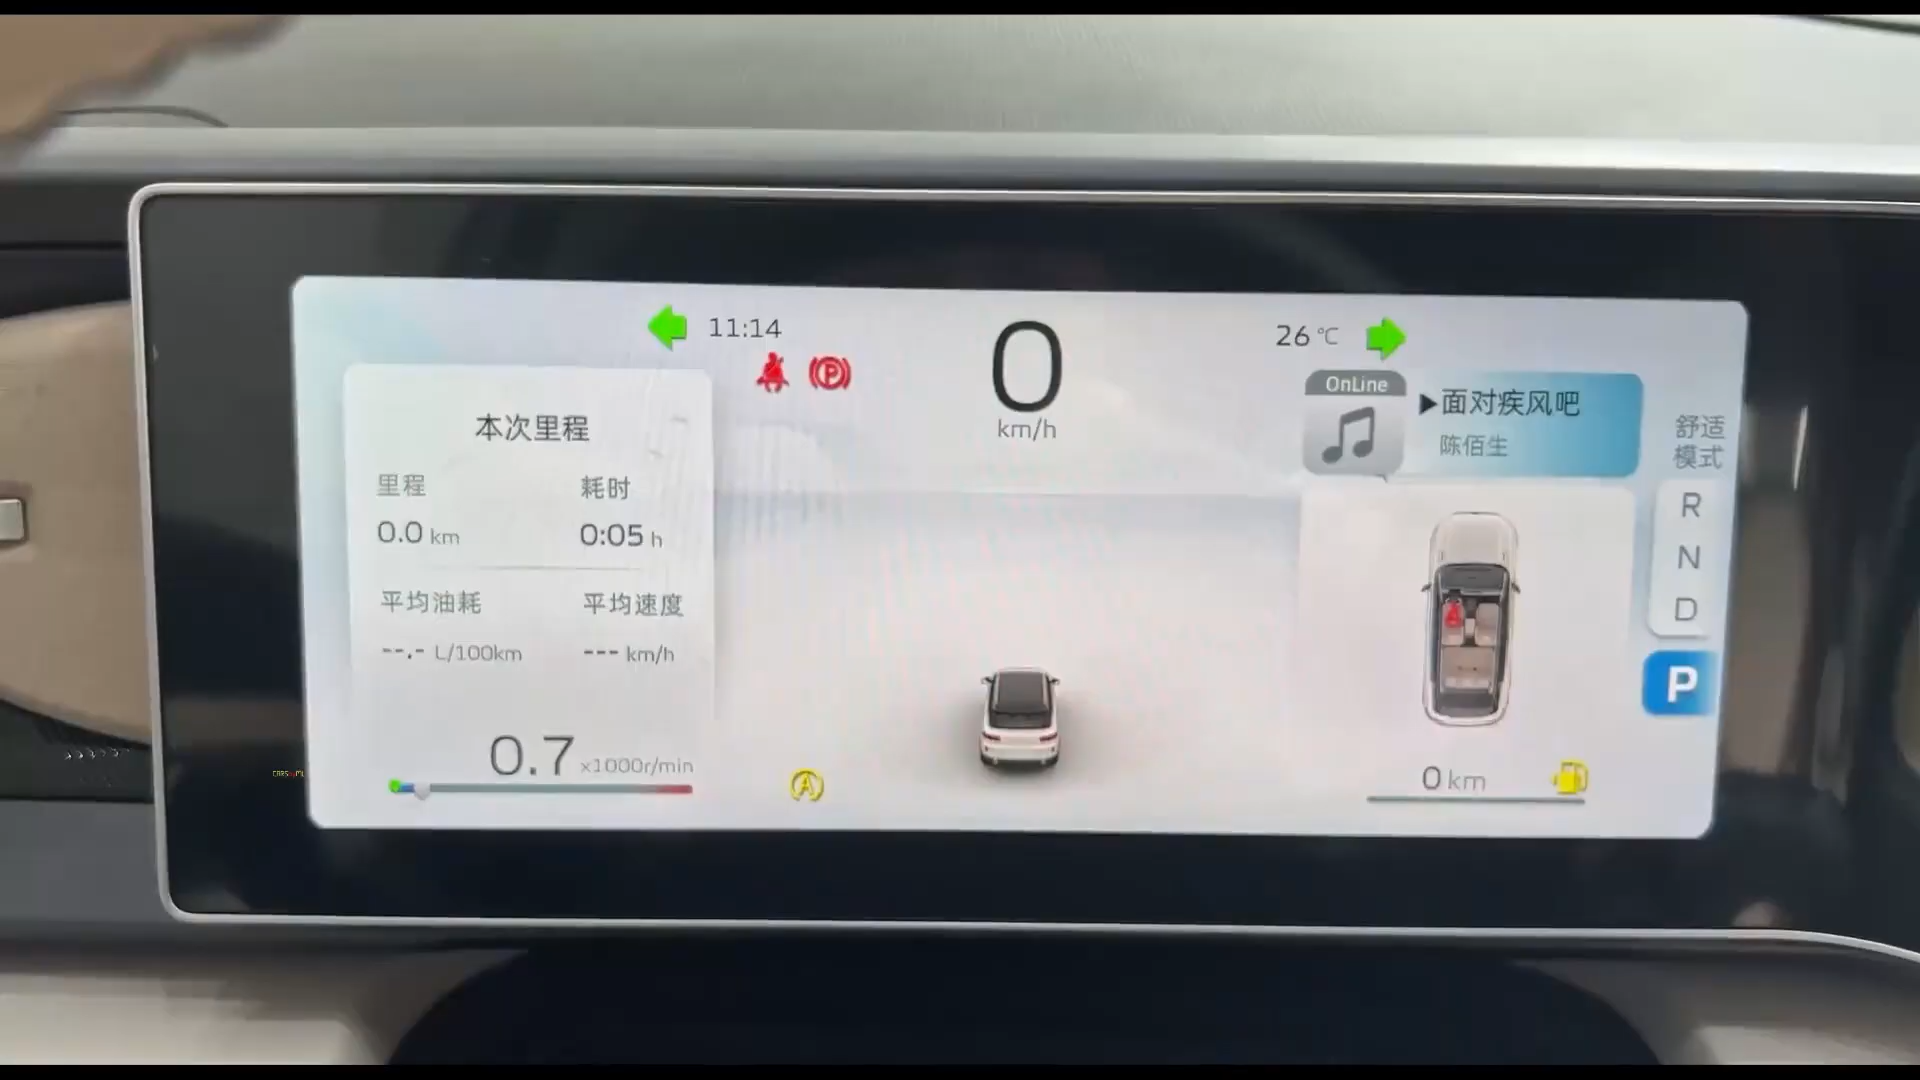 11:14
0
km/h
26 °C
OnLine
面对疾风吧
陈佰生
舒适
模式
R
N
D
P
本次里程
里程 耗时
0.0 km 0:05 h
平均油耗 平均速度
--.- L/100km --- km/h
0.7 x1000r/min
A
0 km